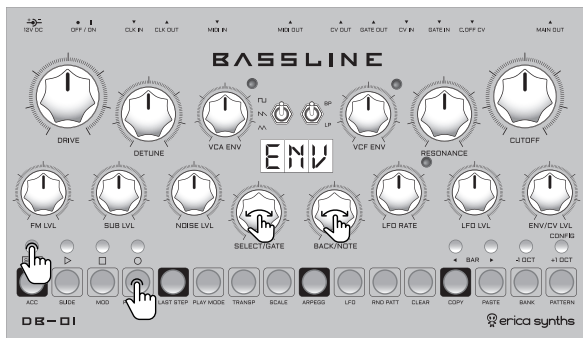 12V DC OFF / ON CLK IN CLK OUT MIDI IN MIDI OUT CV OUT GATE OUT CV IN GATE IN C.OFF CV MAIN OUT
BASSLINE
BP
LP
DRIVE DETUNE VCA ENV VCF ENV RESONANCE CUTOFF
ENV
FM LVL SUB LVL NOISE LVL SELECT/GATE BACK/NOTE LFO RATE LFO LVL ENV/CV LVL
CONFIG
BAR -1 OCT +1 OCT
ACC SLIDE MOD LAST STEP PLAY MODE TRANSP SCALE ARPEGG LFO RND PATT CLEAR COPY PASTE BANK PATTERN
DB-01 erica synths